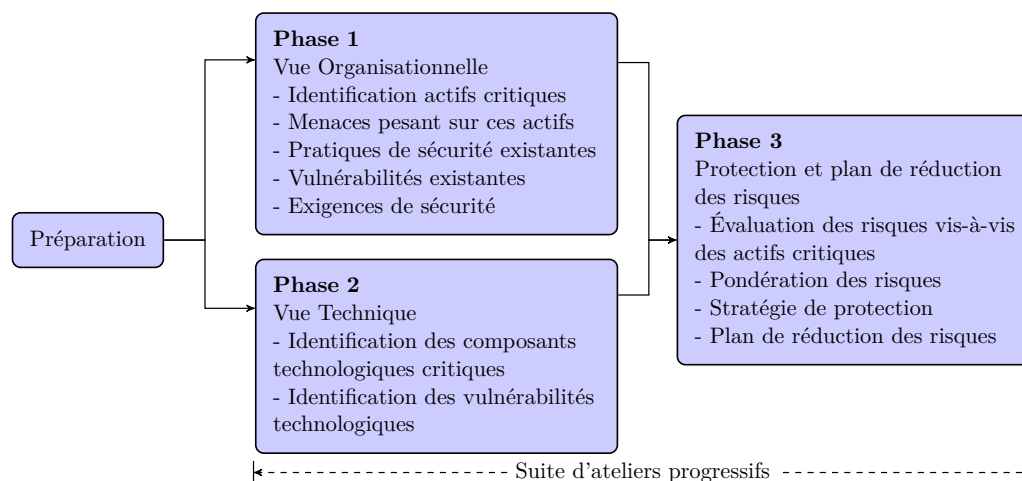 Préparation
Phase 1
Vue Organisationnelle
- Identification actifs critiques
- Menaces pesant sur ces actifs
- Pratiques de sécurité existantes
- Vulnérabilités existantes
- Exigences de sécurité
Phase 2
Vue Technique
- Identification des composants
technologiques critiques
- Identification des vulnérabilités
technologiques
Phase 3
Protection et plan de réduction
des risques
- Évaluation des risques vis-à-vis
des actifs critiques
- Pondération des risques
- Stratégie de protection
- Plan de réduction des risques
Suite d'ateliers progressifs